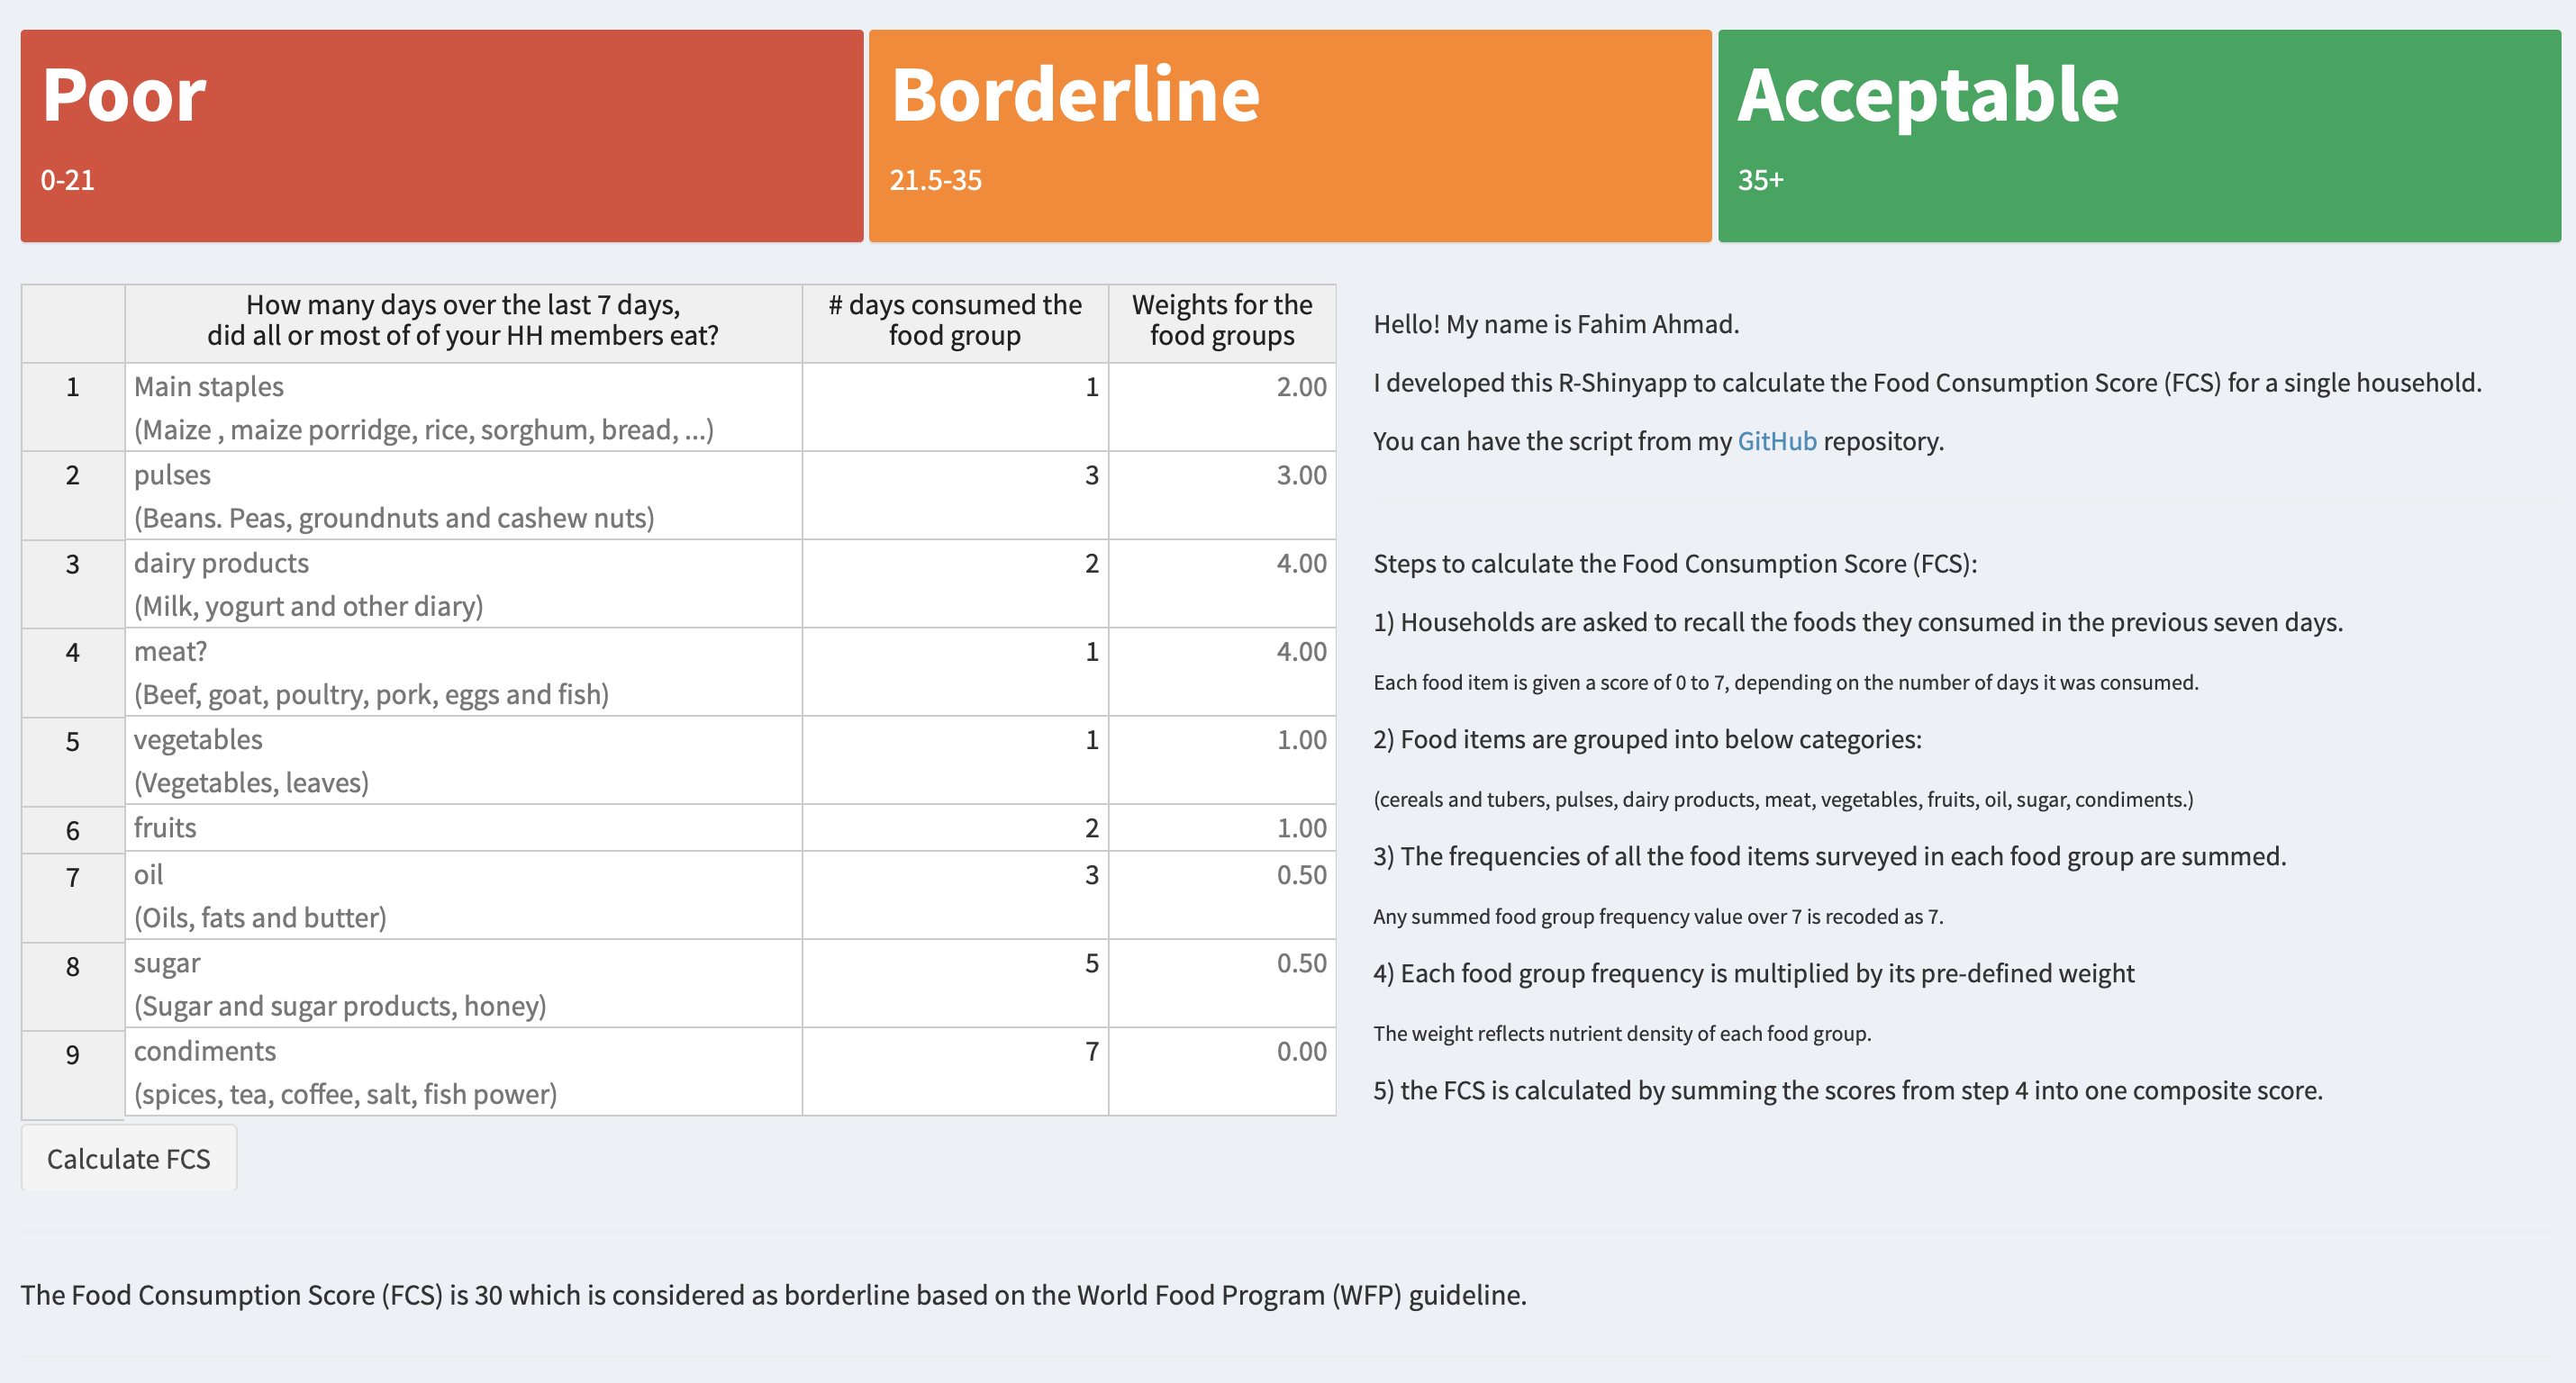 Poor
0-21
Borderline
21.5-35
Acceptable
35+
How many days over the last 7 days,
did all or most of of your HH members eat?
# days consumed the
food group
Weights for the
food groups
1
Main staples
(Maize , maize porridge, rice, sorghum, bread, ...)
1
2.00
2
pulses
(Beans. Peas, groundnuts and cashew nuts)
3
3.00
3
dairy products
(Milk, yogurt and other diary)
2
4.00
4
meat?
(Beef, goat, poultry, pork, eggs and fish)
1
4.00
5
vegetables
(Vegetables, leaves)
1
1.00
6
fruits
2
1.00
7
oil
(Oils, fats and butter)
3
0.50
8
sugar
(Sugar and sugar products, honey)
5
0.50
9
condiments
(spices, tea, coffee, salt, fish power)
7
0.00
Calculate FCS
Hello! My name is Fahim Ahmad.
I developed this R-Shinyapp to calculate the Food Consumption Score (FCS) for a single household.
You can have the script from my GitHub repository.
Steps to calculate the Food Consumption Score (FCS):
1) Households are asked to recall the foods they consumed in the previous seven days.
Each food item is given a score of 0 to 7, depending on the number of days it was consumed.
2) Food items are grouped into below categories:
(cereals and tubers, pulses, dairy products, meat, vegetables, fruits, oil, sugar, condiments.)
3) The frequencies of all the food items surveyed in each food group are summed.
Any summed food group frequency value over 7 is recoded as 7.
4) Each food group frequency is multiplied by its pre-defined weight
The weight reflects nutrient density of each food group.
5) the FCS is calculated by summing the scores from step 4 into one composite score.
The Food Consumption Score (FCS) is 30 which is considered as borderline based on the World Food Program (WFP) guideline.